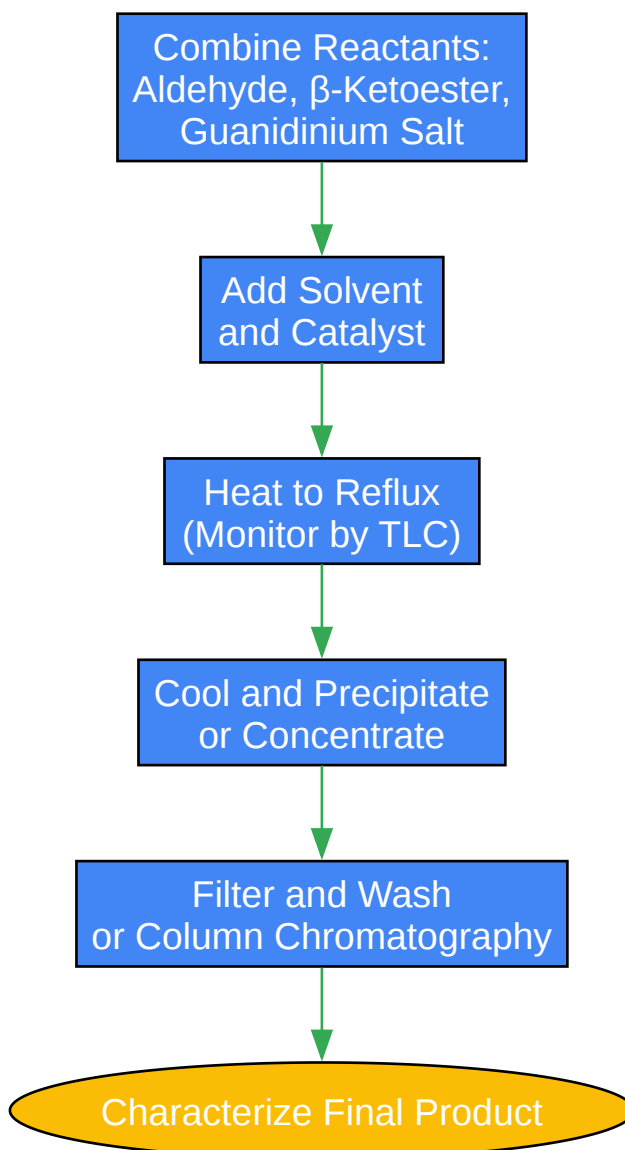 Combine Reactants:
Aldehyde, β-Ketoester,
Guanidinium Salt
Add Solvent
and Catalyst
Heat to Reflux
(Monitor by TLC)
Cool and Precipitate
or Concentrate
Filter and Wash
or Column Chromatography
Characterize Final Product